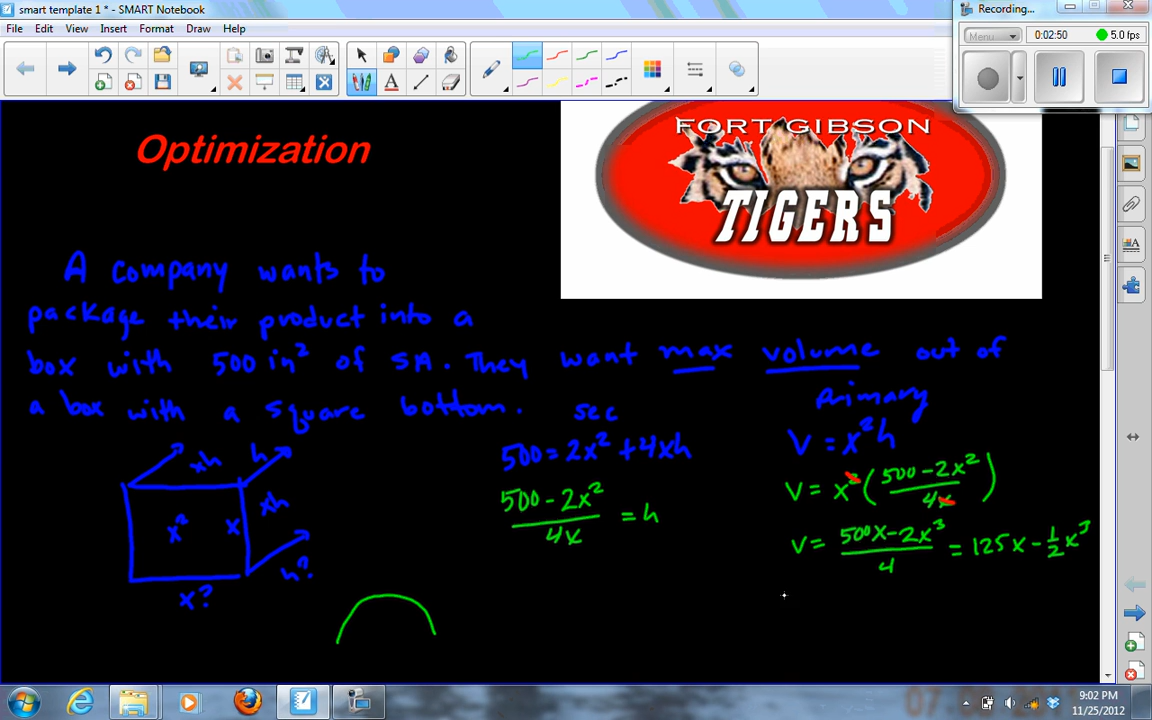 smart template 1 * - SMART Notebook
File Edit View Insert Format Draw Help
Recording...
Menu 0:02:50 5.0 fps
Optimization
FORT GIBSON
TIGERS
A company wants to
package their product into a
box with 500 in² of SA. They want max volume out of
a box with a square bottom.
sec
Primary
500 = 2x² + 4xh
V = x²h
(500 - 2x²)/4x = h
V = x²((500 - 2x²)/4x)
V = (500x - 2x³)/4 = 125x - 1/2x³
xh
h
x²
x
xh
h?
x?
9:02 PM
11/25/2012